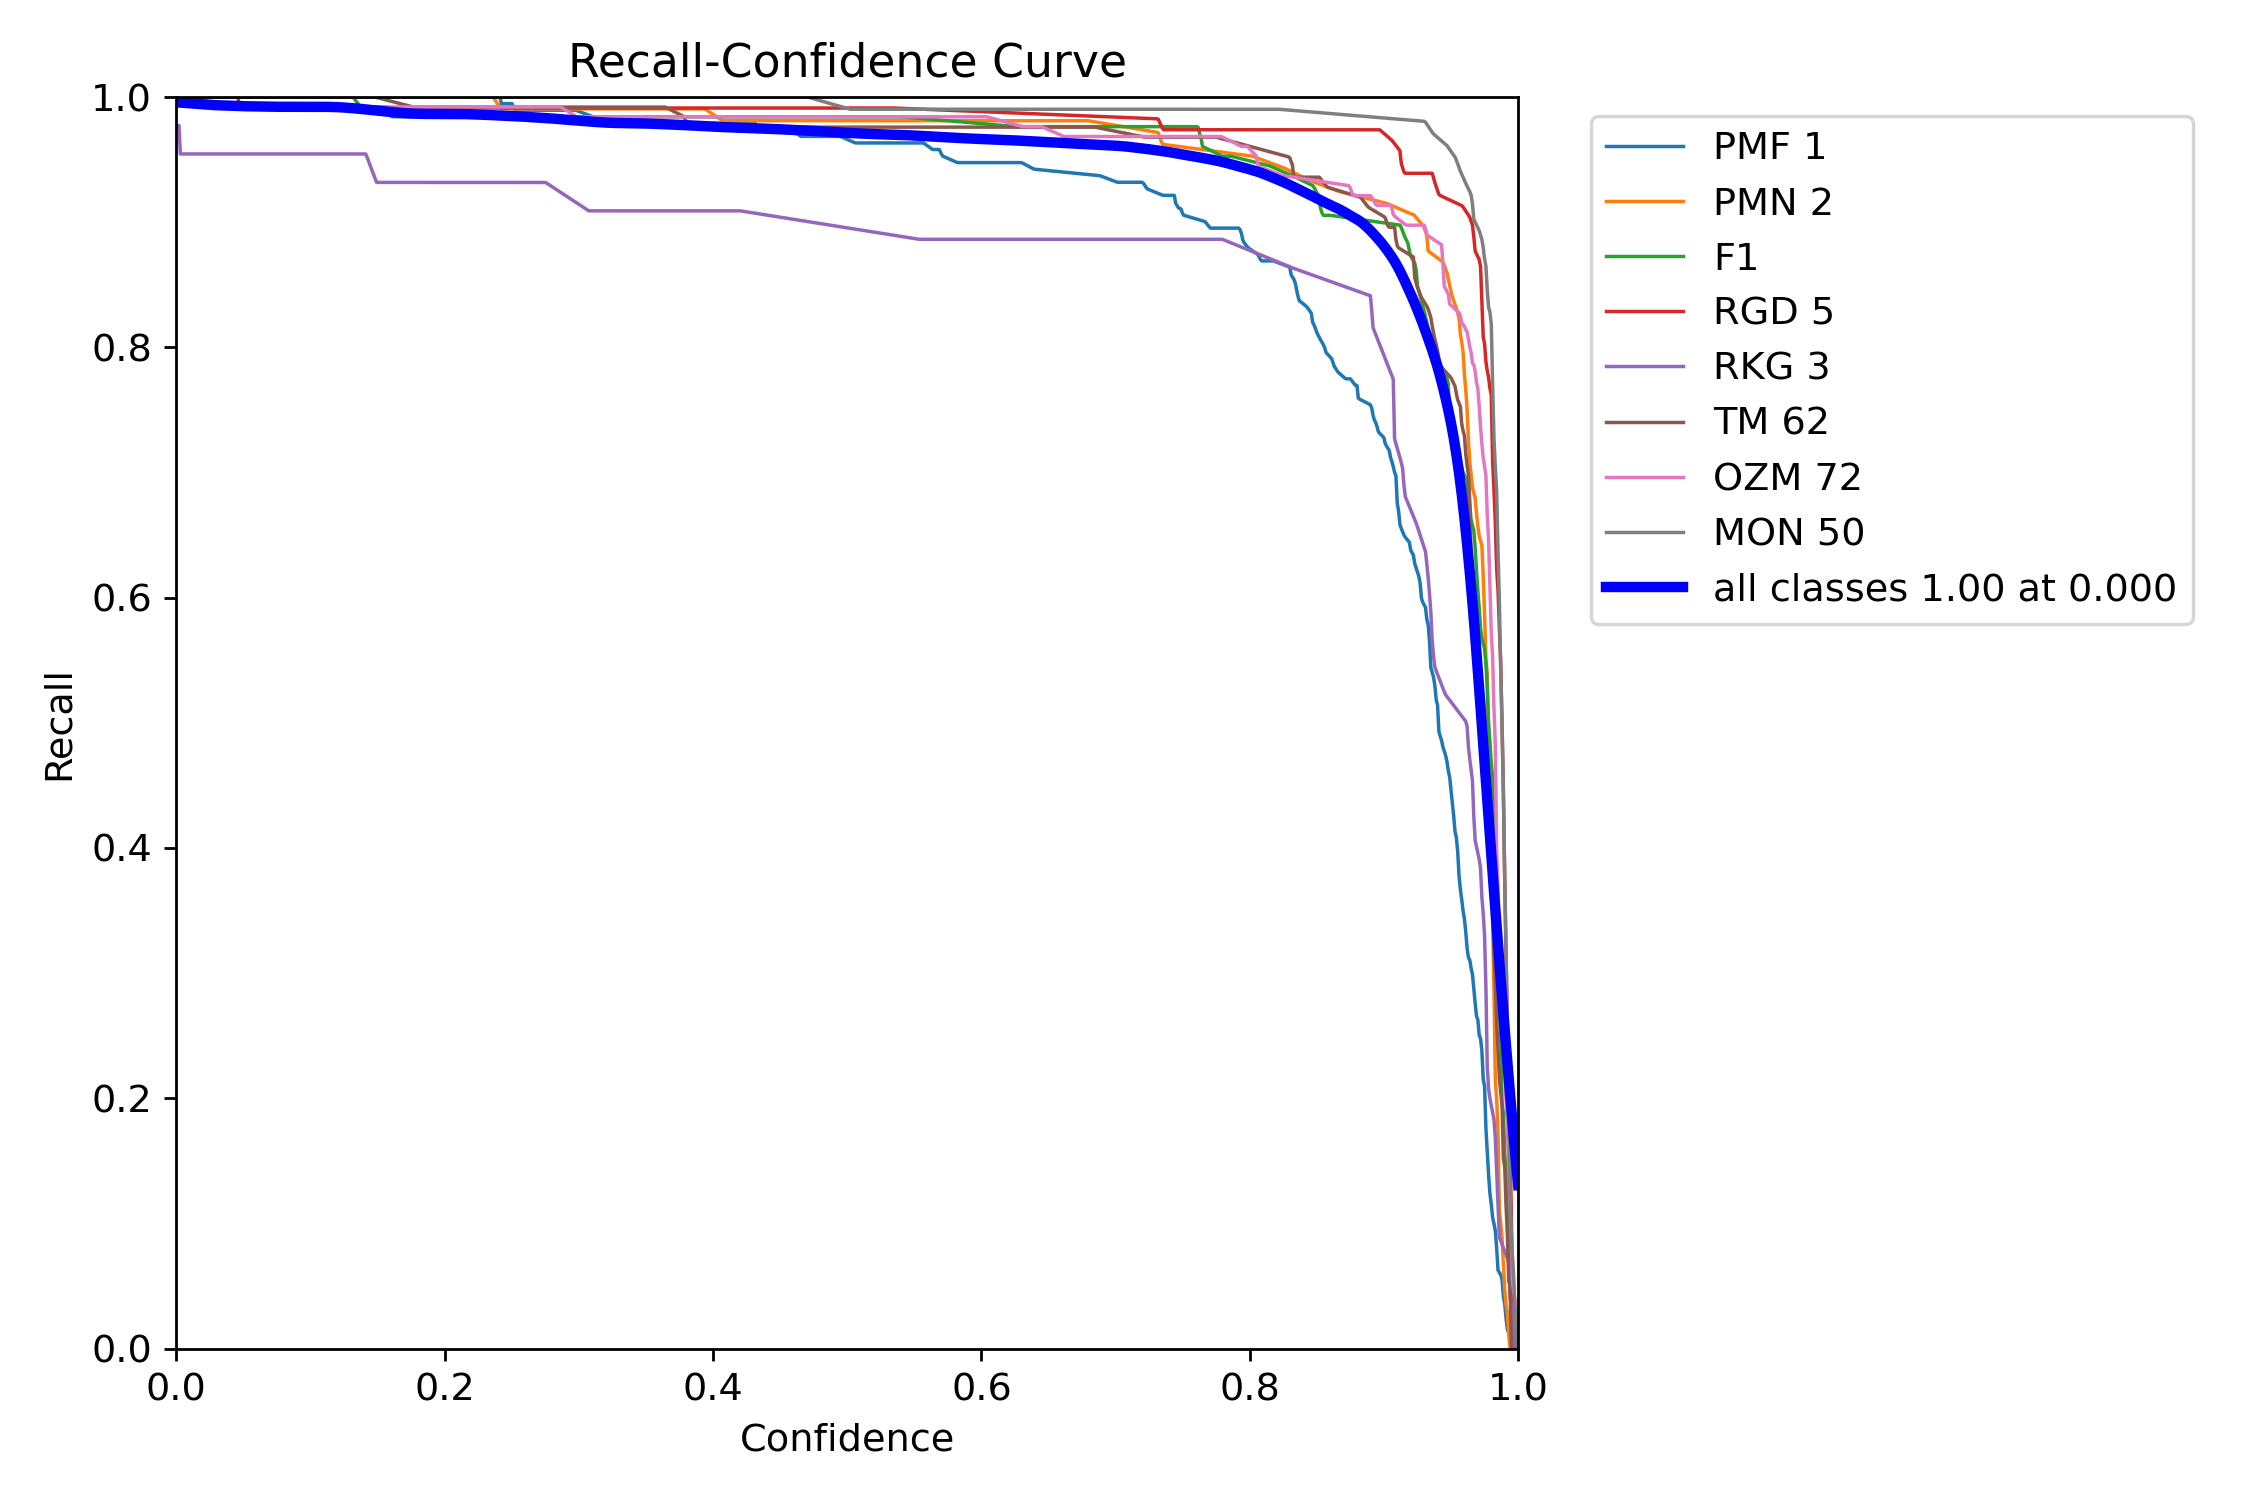 Recall-Confidence Curve
1.0
0.8
0.6
0.4
0.2
0.0
Recall
0.0 0.2 0.4 0.6 0.8 1.0
Confidence
PMF 1
PMN 2
F1
RGD 5
RKG 3
TM 62
OZM 72
MON 50
all classes 1.00 at 0.000